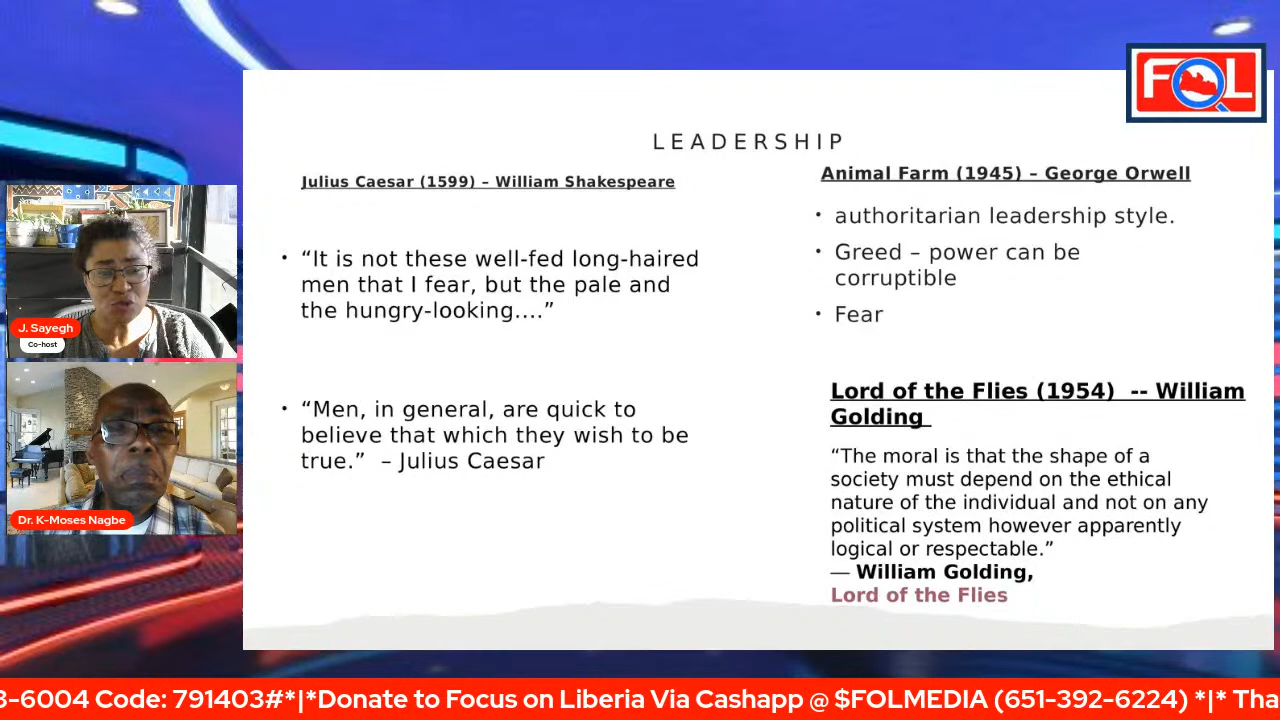 FOL
LEADERSHIP
Julius Caesar (1599) – William Shakespeare
• “It is not these well-fed long-haired
men that I fear, but the pale and
the hungry-looking....”
• “Men, in general, are quick to
believe that which they wish to be
true.”  – Julius Caesar
Animal Farm (1945) – George Orwell
• authoritarian leadership style.
• Greed – power can be
corruptible
• Fear
Lord of the Flies (1954)  -- William
Golding
“The moral is that the shape of a
society must depend on the ethical
nature of the individual and not on any
political system however apparently
logical or respectable.”
― William Golding,
Lord of the Flies
J. Sayegh
Co-host
Dr. K-Moses Nagbe
3-6004 Code: 791403#*|*Donate to Focus on Liberia Via Cashapp @ $FOLMEDIA (651-392-6224) *|* Tha